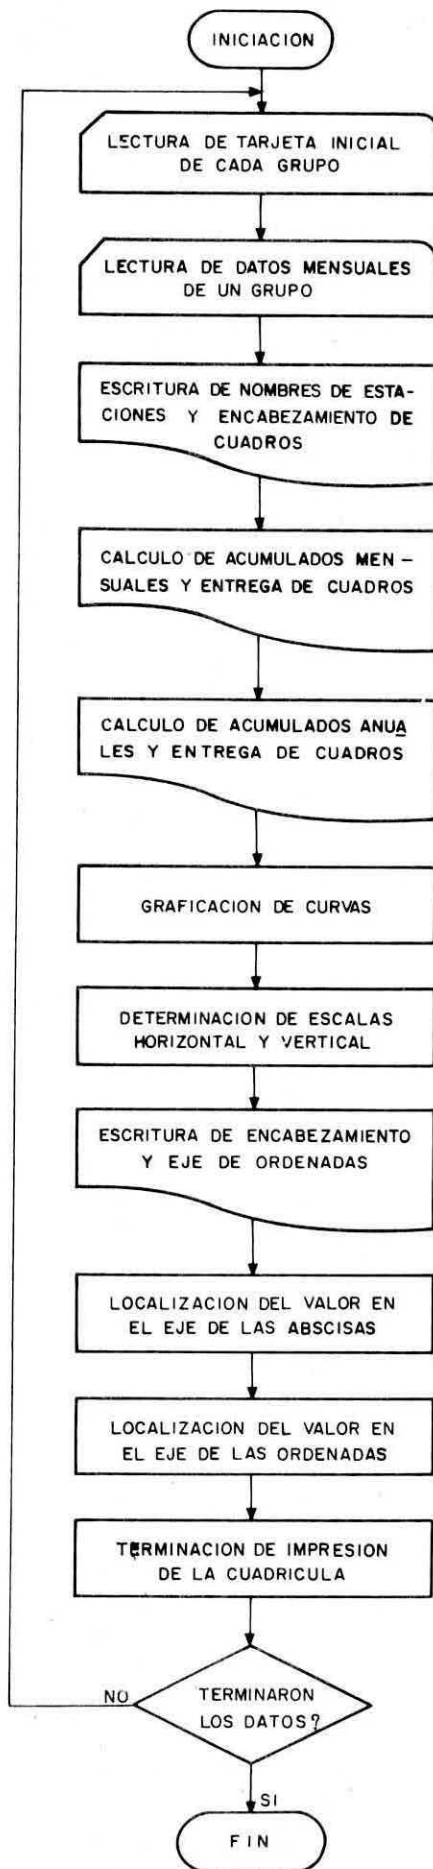 INICIACION
LECTURA DE TARJETA INICIAL
DE CADA GRUPO
LECTURA DE DATOS MENSUALES
DE UN GRUPO
ESCRITURA DE NOMBRES DE ESTA-
CIONES Y ENCABEZAMIENTO DE
CUADROS
CALCULO DE ACUMULADOS MEN-
SUALES Y ENTREGA DE CUADROS
CALCULO DE ACUMULADOS ANUA
LES Y ENTREGA DE CUADROS
GRAFICACION DE CURVAS
DETERMINACION DE ESCALAS
HORIZONTAL Y VERTICAL
ESCRITURA DE ENCABEZAMIENTO
Y EJE DE ORDENADAS
LOCALIZACION DEL VALOR EN
EL EJE DE LAS ABSCISAS
LOCALIZACION DEL VALOR EN
EL EJE DE LAS ORDENADAS
TERMINACION DE IMPRESION
DE LA CUADRICULA
NO
TERMINARON
LOS DATOS?
SI
FIN